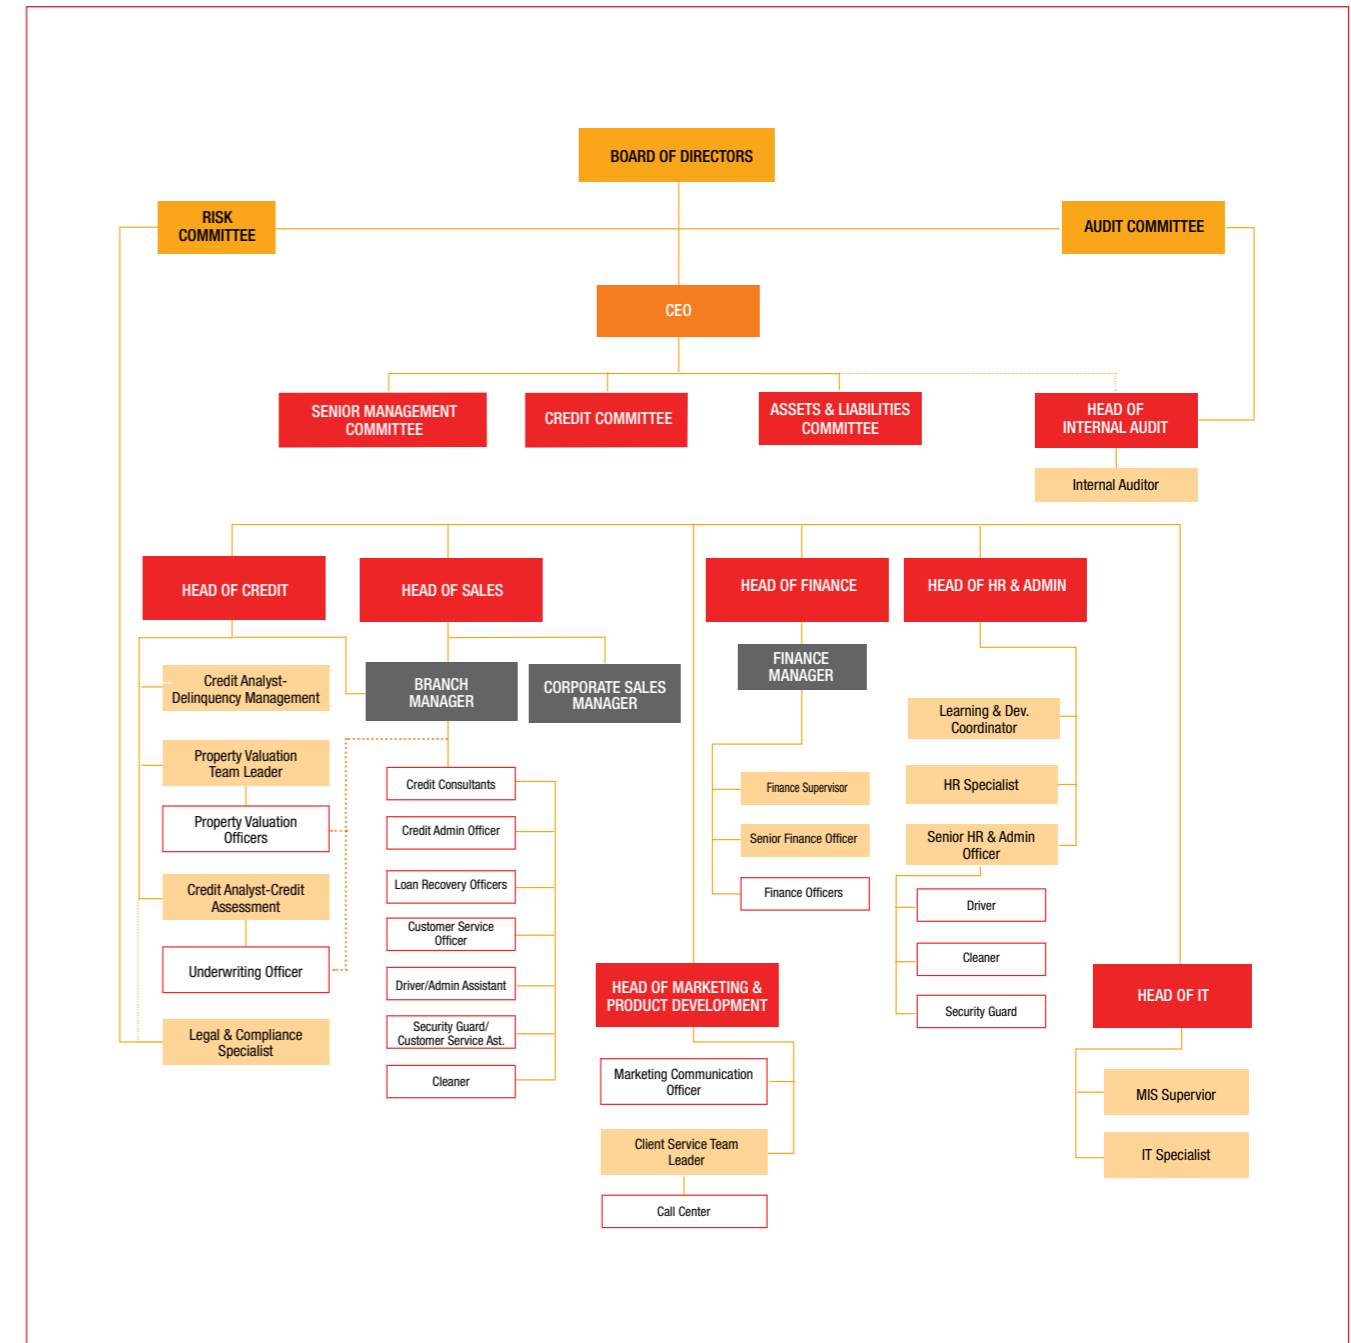 BOARD OF DIRECTORS
RISK
COMMITTEE
AUDIT COMMITTEE
CEO
SENIOR MANAGEMENT
COMMITTEE
CREDIT COMMITTEE
ASSETS & LIABILITIES
COMMITTEE
HEAD OF
INTERNAL AUDIT
Internal Auditor
HEAD OF CREDIT
HEAD OF SALES
HEAD OF FINANCE
HEAD OF HR & ADMIN
Credit Analyst-
Delinquency Management
Property Valuation
Team Leader
Property Valuation
Officers
Credit Analyst-Credit
Assessment
Underwriting Officer
Legal & Compliance
Specialist
BRANCH
MANAGER
CORPORATE SALES
MANAGER
Credit Consultants
Credit Admin Officer
Loan Recovery Officers
Customer Service
Officer
Driver/Admin Assistant
Security Guard/
Customer Service Ast.
Cleaner
FINANCE
MANAGER
Finance Supervisor
Senior Finance Officer
Finance Officers
Learning & Dev.
Coordinator
HR Specialist
Senior HR & Admin
Officer
Driver
Cleaner
Security Guard
HEAD OF MARKETING &
PRODUCT DEVELOPMENT
Marketing Communication
Officer
Client Service Team
Leader
Call Center
HEAD OF IT
MIS Supervior
IT Specialist